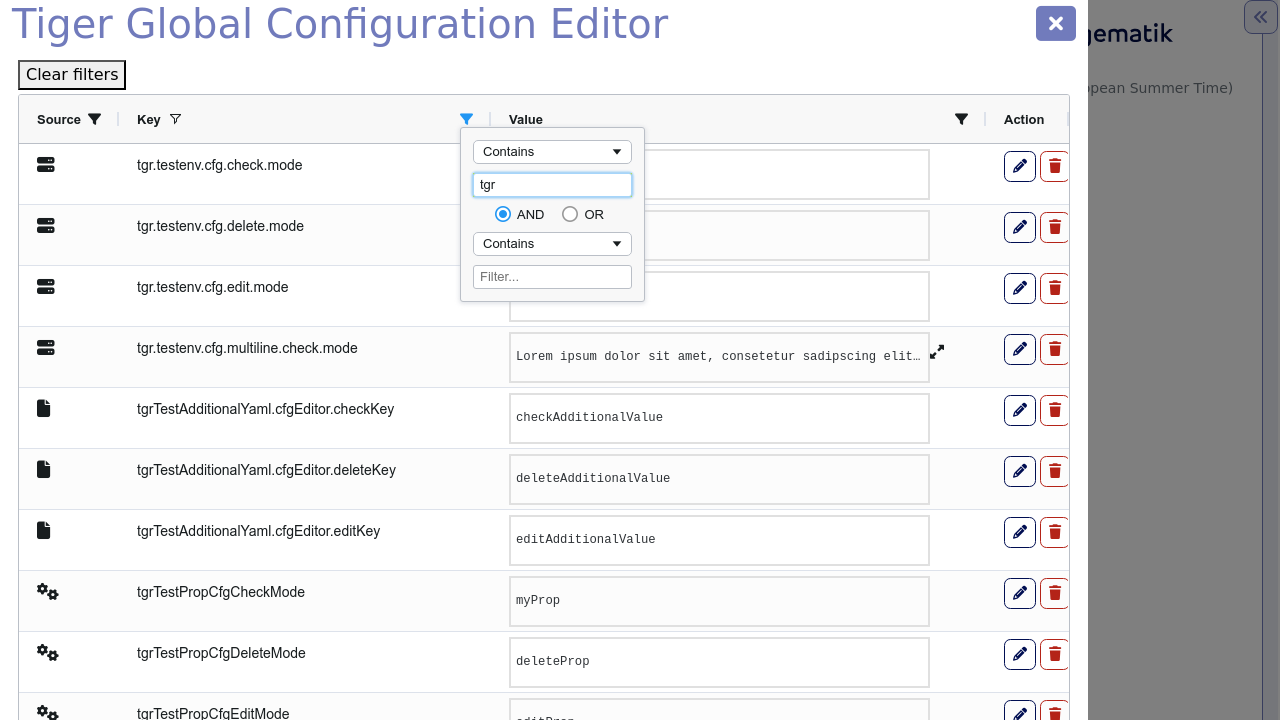 Tiger Global Configuration Editor
gematik
Clear filters
opean Summer Time)
Source Key Value Action
Contains
tgr
AND OR
Contains
Filter...
tgr.testenv.cfg.check.mode
tgr.testenv.cfg.delete.mode
tgr.testenv.cfg.edit.mode
tgr.testenv.cfg.multiline.check.mode Lorem ipsum dolor sit amet, consetetur sadipscing elit…
tgrTestAdditionalYaml.cfgEditor.checkKey checkAdditionalValue
tgrTestAdditionalYaml.cfgEditor.deleteKey deleteAdditionalValue
tgrTestAdditionalYaml.cfgEditor.editKey editAdditionalValue
tgrTestPropCfgCheckMode myProp
tgrTestPropCfgDeleteMode deleteProp
tgrTestPropCfgEditMode editProp